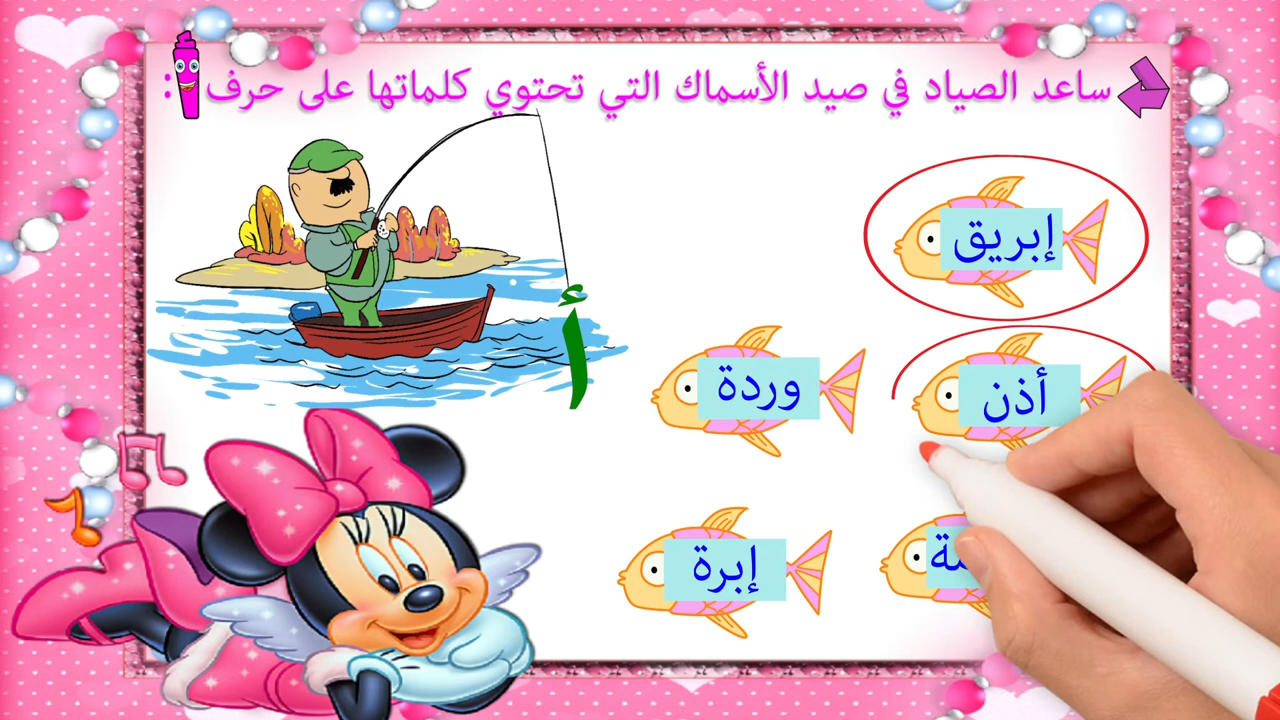 ساعد الصياد في صيد الأسماك التي تحتوي كلماتها على حرف :
إبريق
أ
وردة
أذن
إبرة